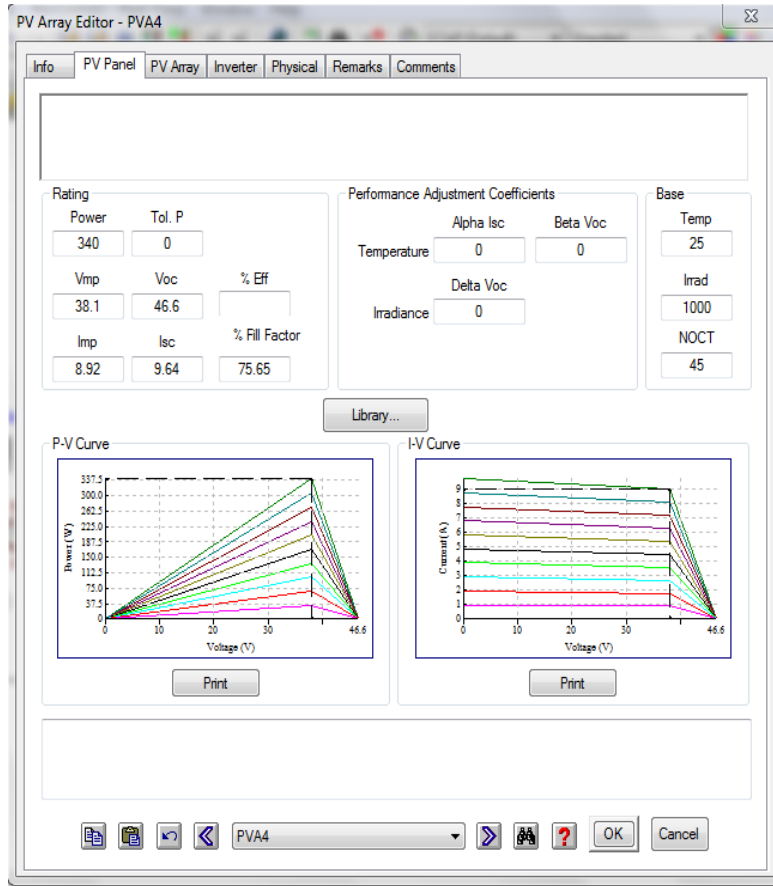 PV Array Editor - PVA4
Info PV Panel PV Array Inverter Physical Remarks Comments
Rating
Power Tol. P
340 0
Vmp Voc % Eff
38.1 46.6
Imp Isc % Fill Factor
8.92 9.64 75.65
Performance Adjustment Coefficients
Alpha Isc Beta Voc
Temperature 0 0
Delta Voc
Irradiance 0
Base
Temp
25
Irrad
1000
NOCT
45
Library...
P-V Curve
337.5
300.0
262.5
225.0
187.5
150.0
112.5
75.0
37.5
0
Power (W)
0 10 20 30 46.6
Voltage (V)
Print
I-V Curve
9
8
7
6
5
4
3
2
1
0
Current (A)
0 10 20 30 46.6
Voltage (V)
Print
PVA4
? OK Cancel